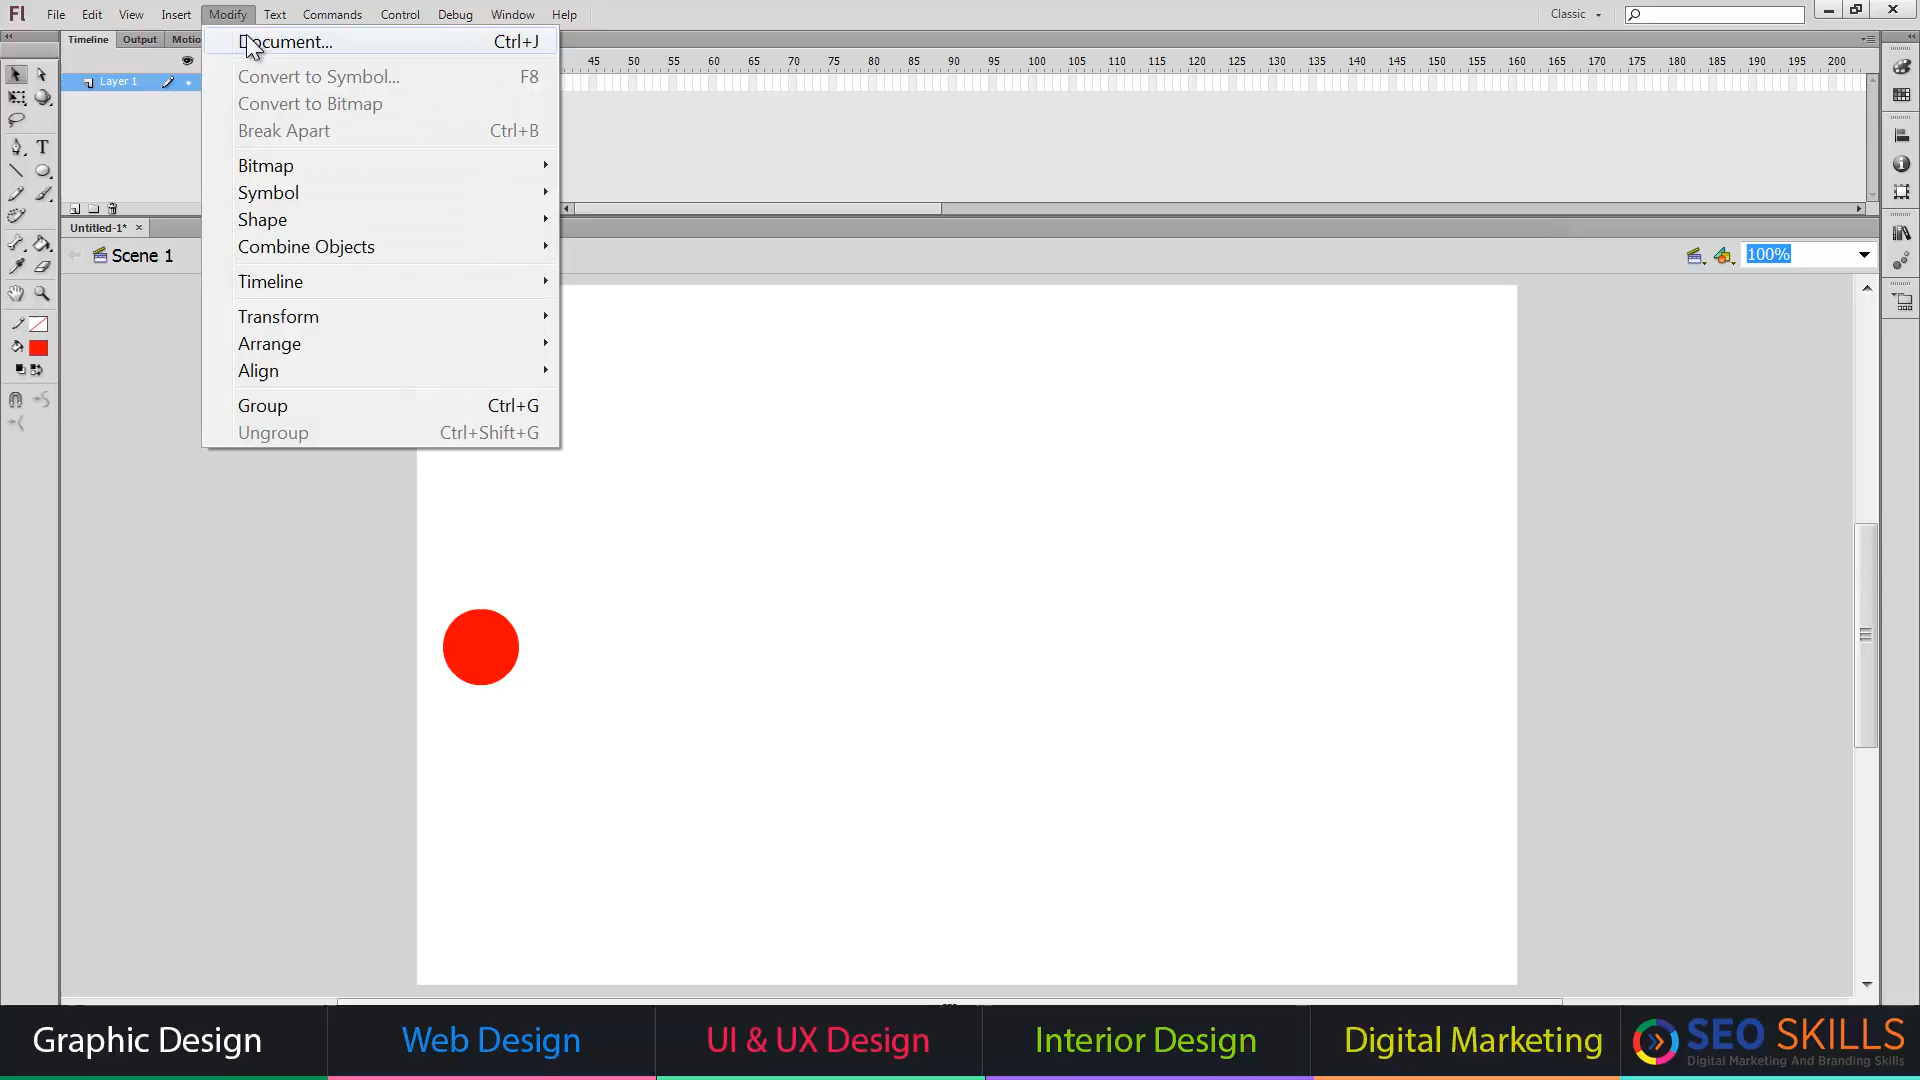 Fl File Edit View Insert Modify Text Commands Control Debug Window Help Classic
Timeline Output Motio
Document... Ctrl+J
45 50 55 60 65 70 75 80 85 90 95 100 105 110 115 120 125 130 135 140 145 150 155 160 165 170 175 180 185 190 195 200
Layer 1
Convert to Symbol... F8
Convert to Bitmap
Break Apart Ctrl+B
Bitmap
Symbol
Shape
Combine Objects
Timeline
Transform
Arrange
Align
Group Ctrl+G
Ungroup Ctrl+Shift+G
T
Untitled-1*
Scene 1
100%
Graphic Design
Web Design
UI & UX Design
Interior Design
Digital Marketing
SEO SKILLS
Digital Marketing And Branding Skills